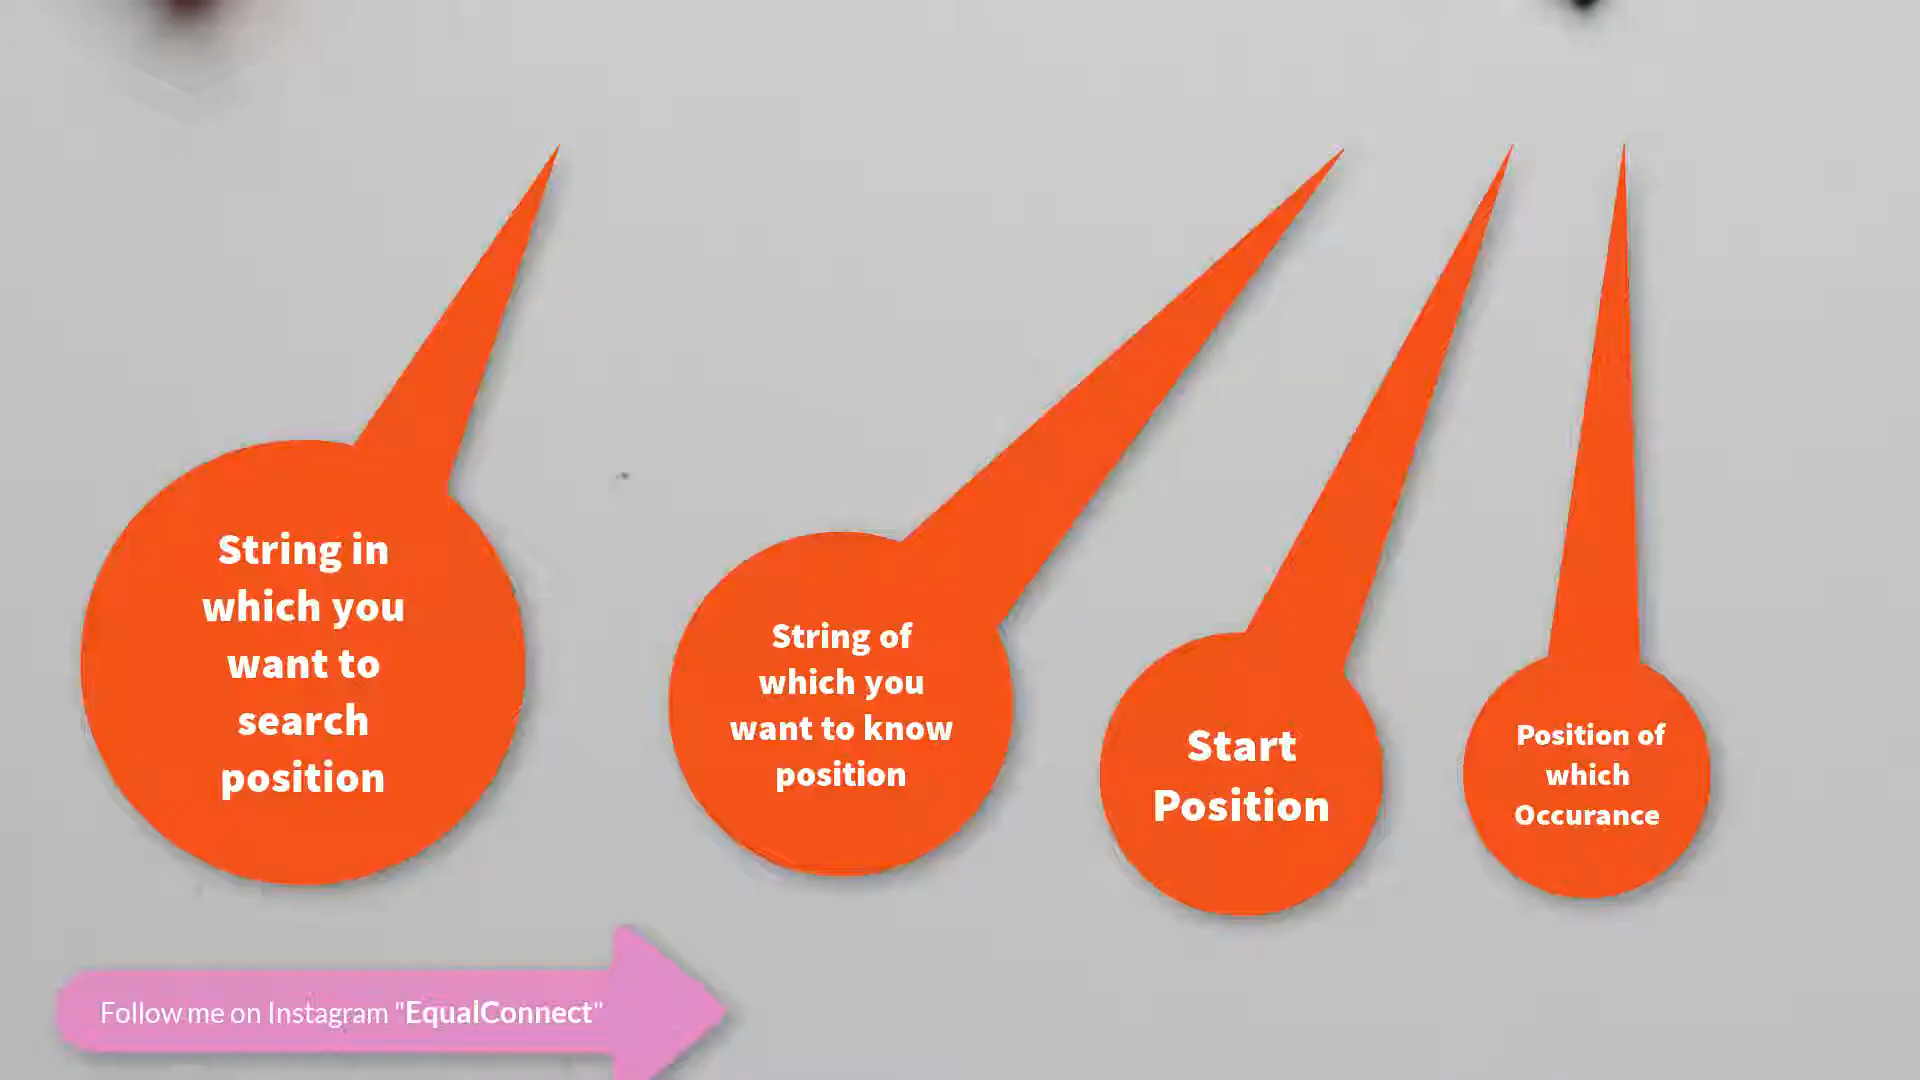 String in
which you
want to
search
position
String of
which you
want to know
position
Start
Position
Position of
which
Occurance
Follow me on Instagram "EqualConnect"